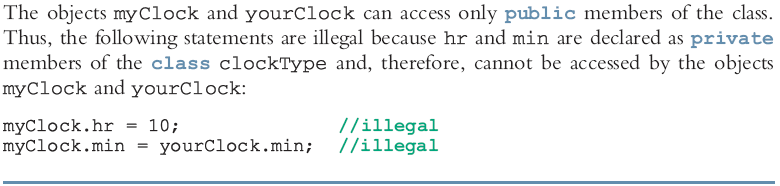 The objects myClock and yourClock can access only public members of the class.
Thus, the following statements are illegal because hr and min are declared as private
members of the class clockType and, therefore, cannot be accessed by the objects
myClock and yourClock:
myClock.hr = 10; //illegal
myClock.min = yourClock.min; //illegal